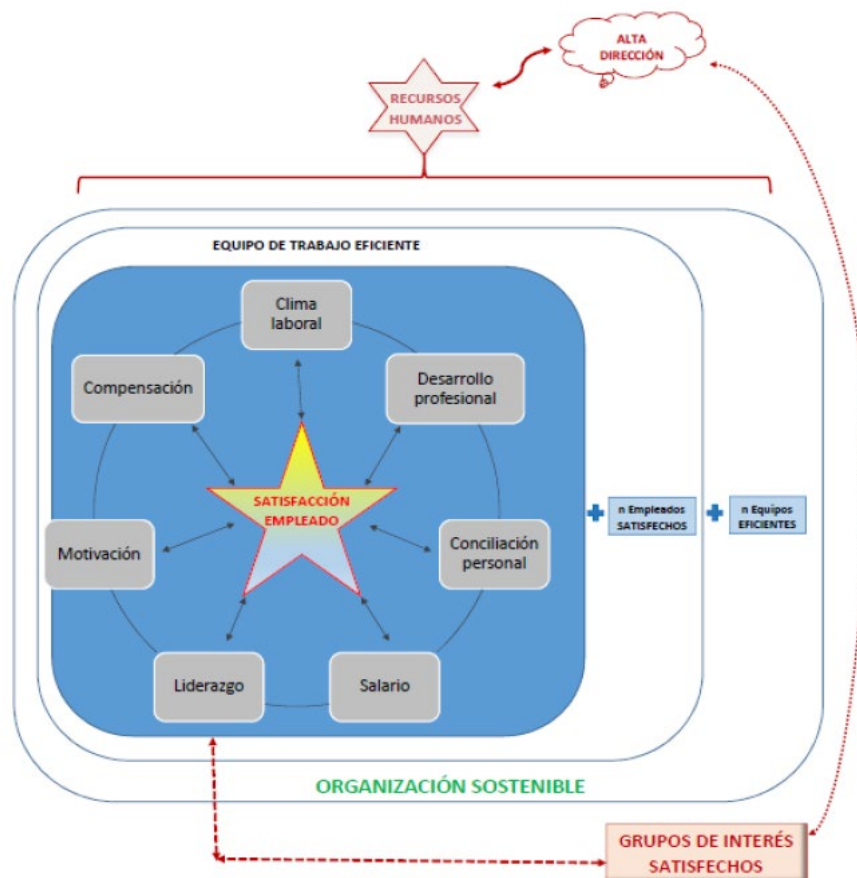 ALTA
DIRECCIÓN
RECURSOS
HUMANOS
EQUIPO DE TRABAJO EFICIENTE
Clima
laboral
Compensación
Desarrollo
profesional
SATISFACCIÓN
EMPLEADO
n Empleados
SATISFECHOS
n Equipos
EFICIENTES
Motivación
Conciliación
personal
Liderazgo
Salario
ORGANIZACIÓN SOSTENIBLE
GRUPOS DE INTERÉS
SATISFECHOS